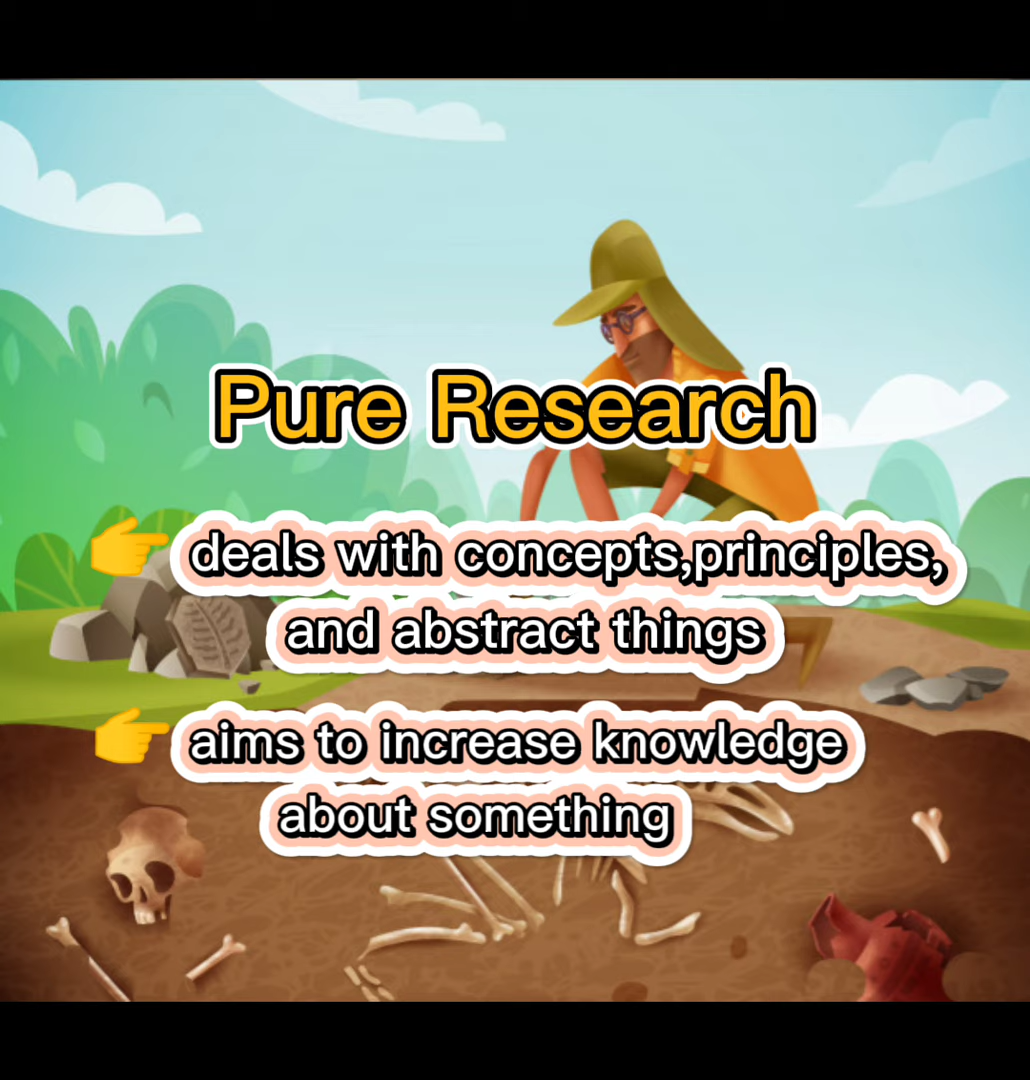 Pure Research
deals with concepts,principles,
and abstract things
aims to increase knowledge
about something